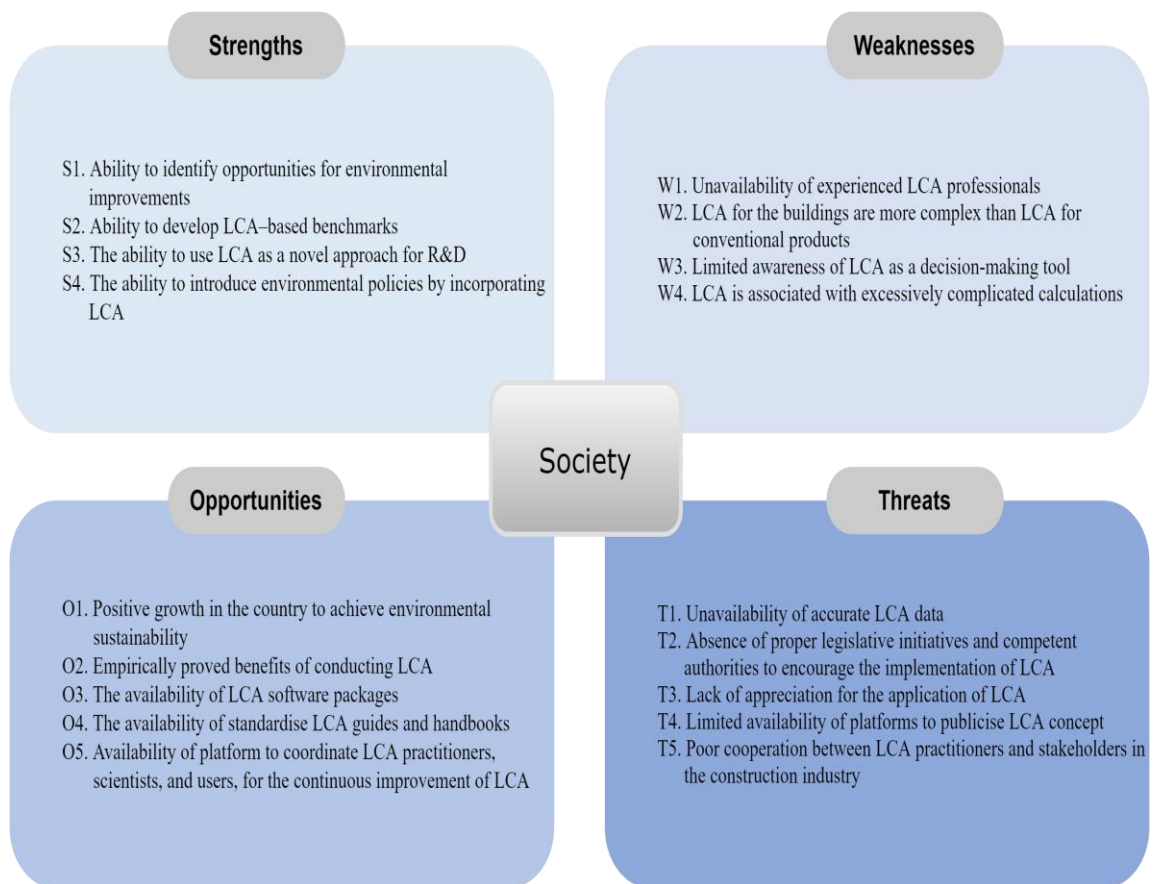 Strengths
S1. Ability to identify opportunities for environmental
improvements
S2. Ability to develop LCA–based benchmarks
S3. The ability to use LCA as a novel approach for R&D
S4. The ability to introduce environmental policies by incorporating
LCA
Weaknesses
W1. Unavailability of experienced LCA professionals
W2. LCA for the buildings are more complex than LCA for
conventional products
W3. Limited awareness of LCA as a decision-making tool
W4. LCA is associated with excessively complicated calculations
Society
Opportunities
O1. Positive growth in the country to achieve environmental
sustainability
O2. Empirically proved benefits of conducting LCA
O3. The availability of LCA software packages
O4. The availability of standardise LCA guides and handbooks
O5. Availability of platform to coordinate LCA practitioners,
scientists, and users, for the continuous improvement of LCA
Threats
T1. Unavailability of accurate LCA data
T2. Absence of proper legislative initiatives and competent
authorities to encourage the implementation of LCA
T3. Lack of appreciation for the application of LCA
T4. Limited availability of platforms to publicise LCA concept
T5. Poor cooperation between LCA practitioners and stakeholders in
the construction industry